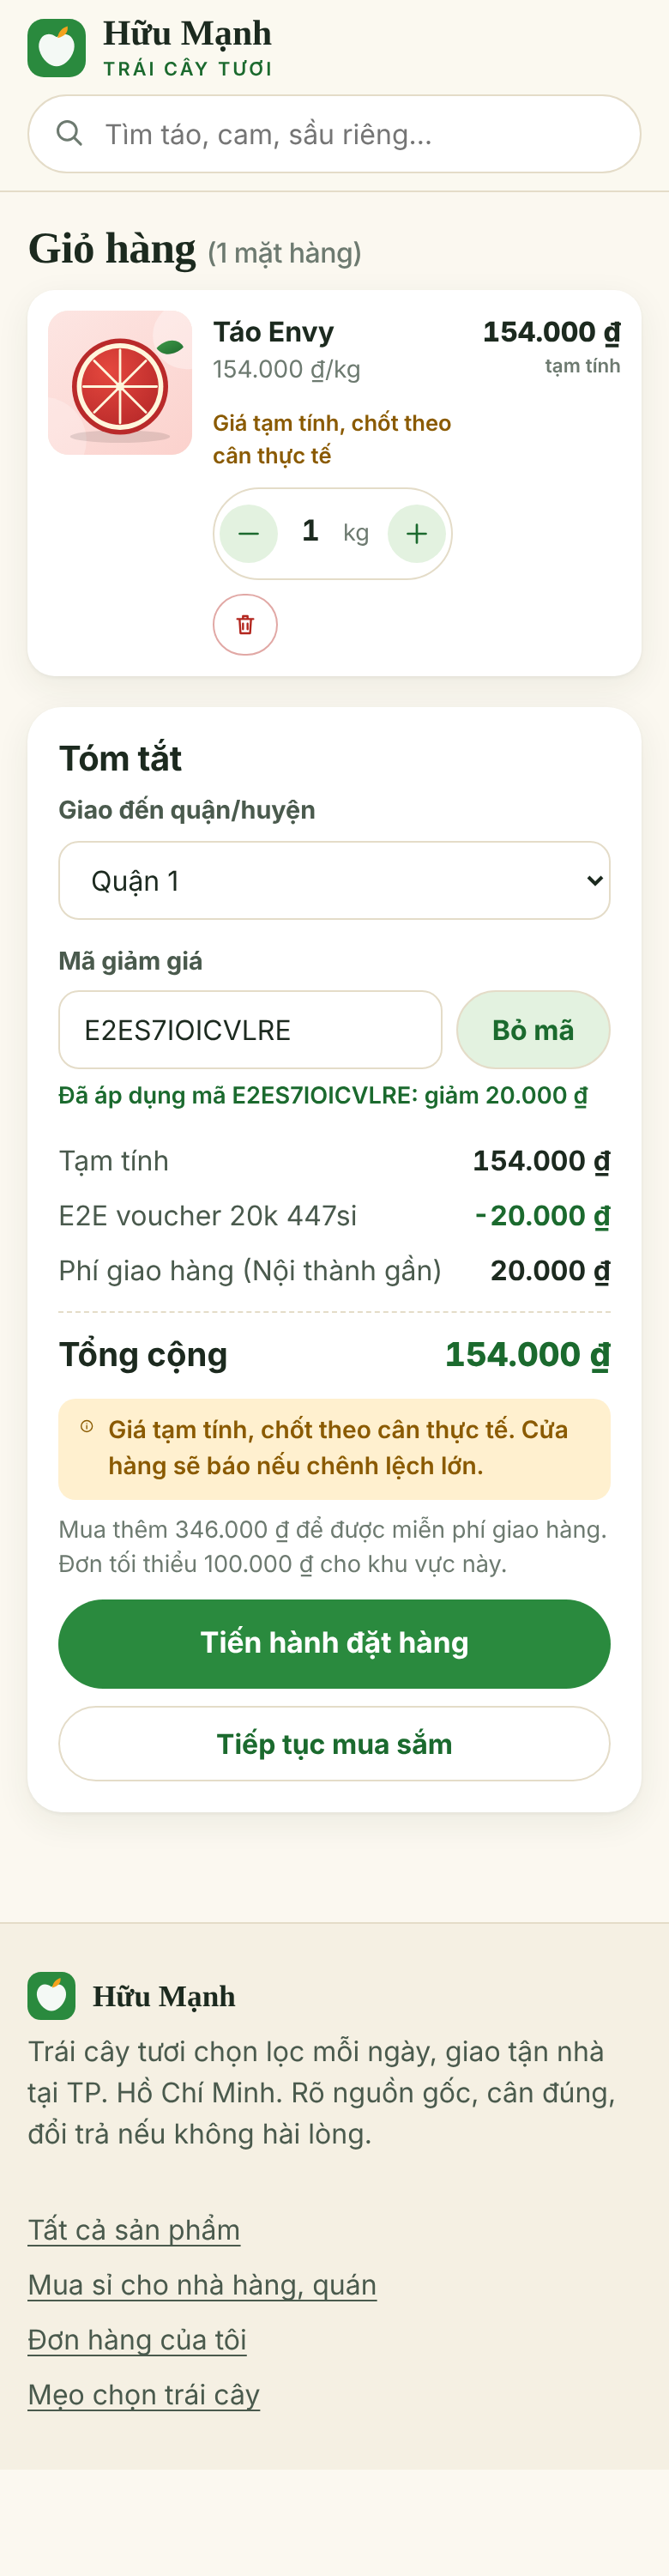 Hữu Mạnh
TRÁI CÂY TƯƠI
Tìm táo, cam, sầu riêng...
Giỏ hàng (1 mặt hàng)
Táo Envy
154.000 ₫
154.000 ₫/kg
tạm tính
Giá tạm tính, chốt theo
cân thực tế
1 kg
Tóm tắt
Giao đến quận/huyện
Quận 1
Mã giảm giá
E2ES7IOICVLRE
Bỏ mã
Đã áp dụng mã E2ES7IOICVLRE: giảm 20.000 ₫
Tạm tính 154.000 ₫
E2E voucher 20k 447si -20.000 ₫
Phí giao hàng (Nội thành gần) 20.000 ₫
Tổng cộng 154.000 ₫
Giá tạm tính, chốt theo cân thực tế. Cửa
hàng sẽ báo nếu chênh lệch lớn.
Mua thêm 346.000 ₫ để được miễn phí giao hàng.
Đơn tối thiểu 100.000 ₫ cho khu vực này.
Tiến hành đặt hàng
Tiếp tục mua sắm
Hữu Mạnh
Trái cây tươi chọn lọc mỗi ngày, giao tận nhà
tại TP. Hồ Chí Minh. Rõ nguồn gốc, cân đúng,
đổi trả nếu không hài lòng.
Tất cả sản phẩm
Mua sỉ cho nhà hàng, quán
Đơn hàng của tôi
Mẹo chọn trái cây